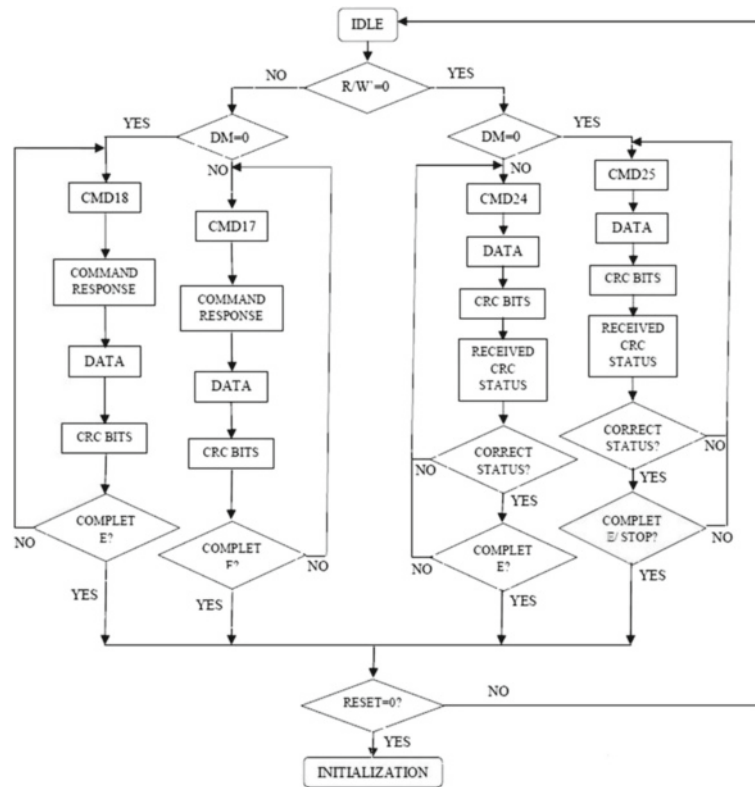 IDLE
R/W'=0
NO
YES
DM=0
YES
NO
DM=0
YES
NO
CMD18
COMMAND
RESPONSE
DATA
CRC BITS
COMPLET
E?
NO
YES
CMD17
COMMAND
RESPONSE
DATA
CRC BITS
COMPLET
E?
NO
YES
CMD24
DATA
CRC BITS
RECEIVED
CRC
STATUS
CORRECT
STATUS?
NO
YES
COMPLET
E?
NO
YES
CMD25
DATA
CRC BITS
RECEIVED
CRC
STATUS
CORRECT
STATUS?
NO
YES
COMPLET
E/STOP?
NO
YES
RESET=0?
NO
YES
INITIALIZATION